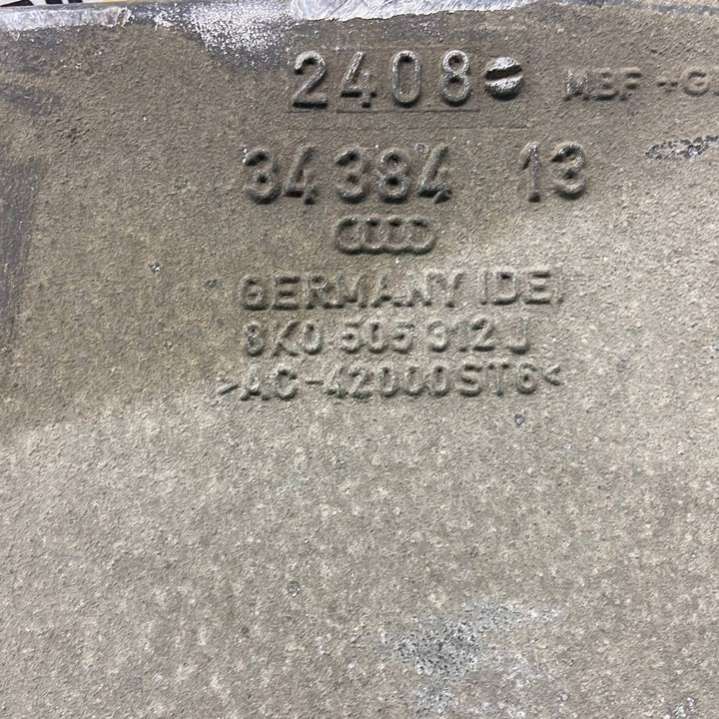 2408 MBF +G
34 384 13
GERMANY IDE
8K0 505 312 J
>AC-42000ST6<